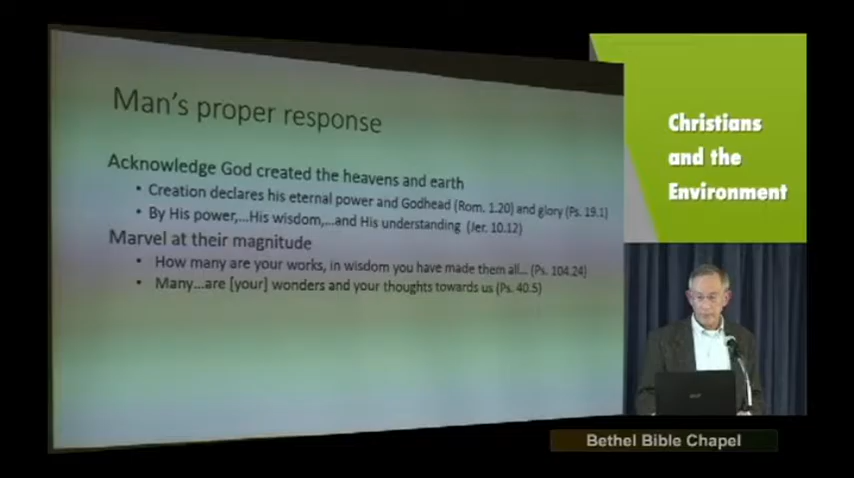 Man's proper response
Acknowledge God created the heavens and earth
• Creation declares his eternal power and Godhead (Rom. 1.20) and glory (Ps. 19.1)
• By His power,...His wisdom,...and His understanding (Jer. 10.12)
Marvel at their magnitude
• How many are your works, in wisdom you have made them all... (Ps. 104.24)
• Many...are [your] wonders and your thoughts towards us (Ps. 40.5)
Christians
and the
Environment
Bethel Bible Chapel